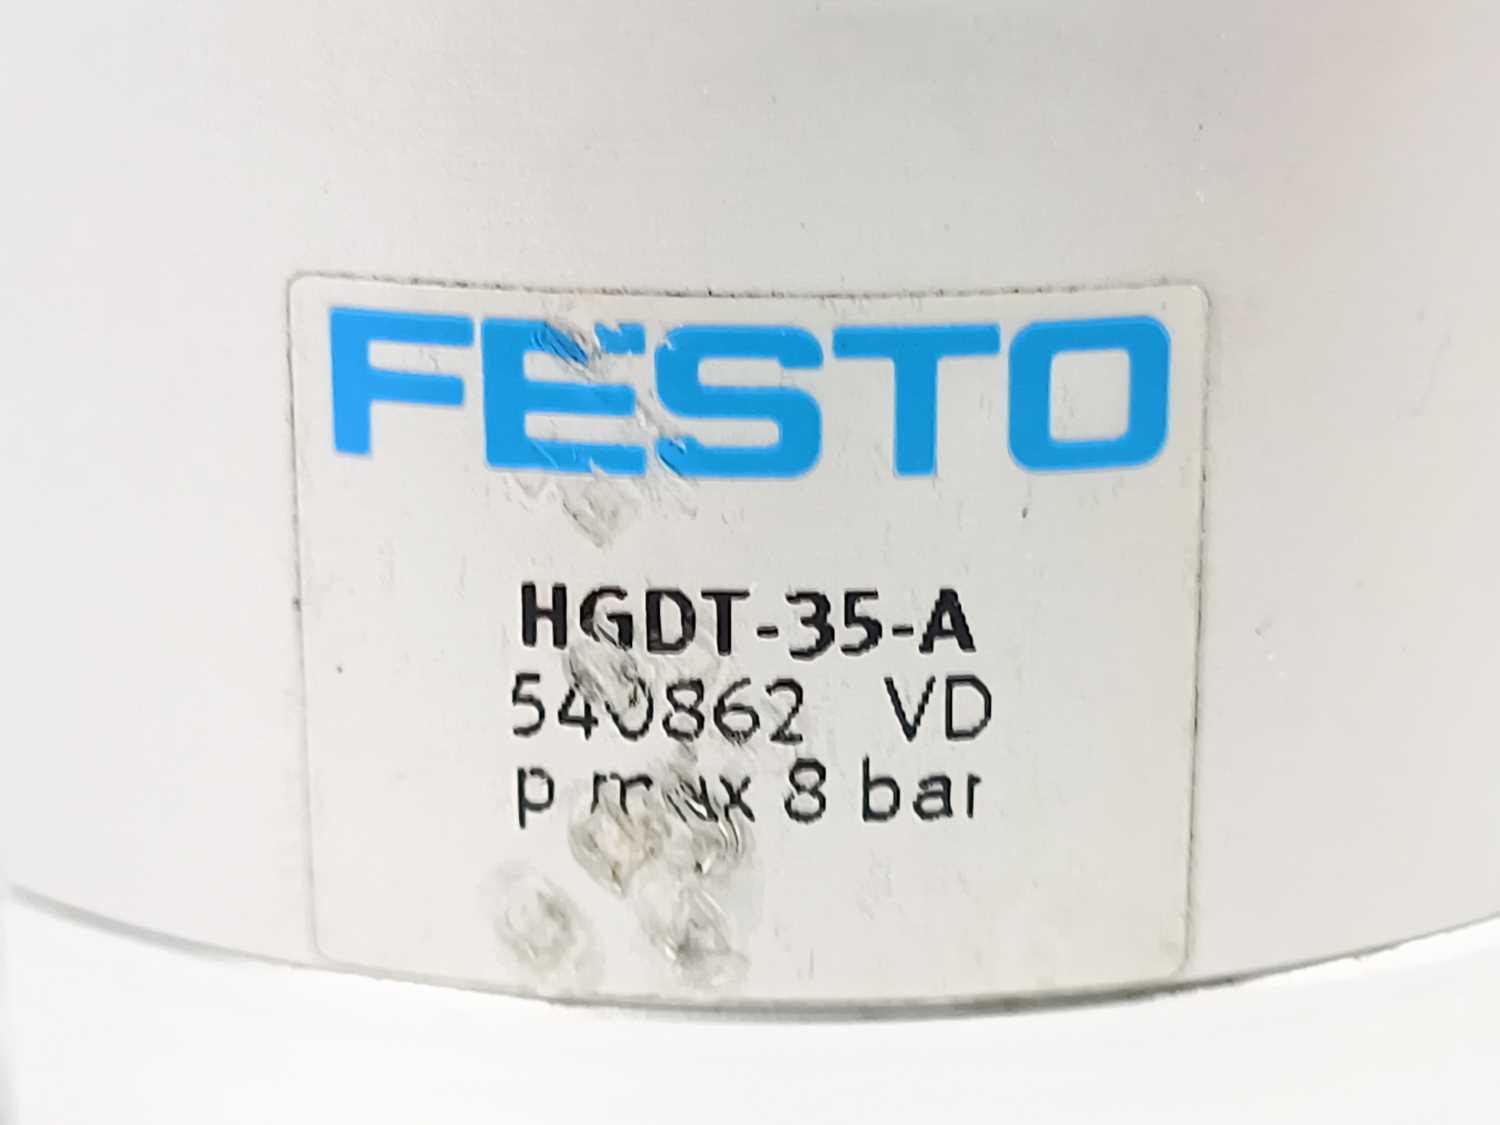 FESTO
HGDT-35-A
540862 VD
p max 8 bar